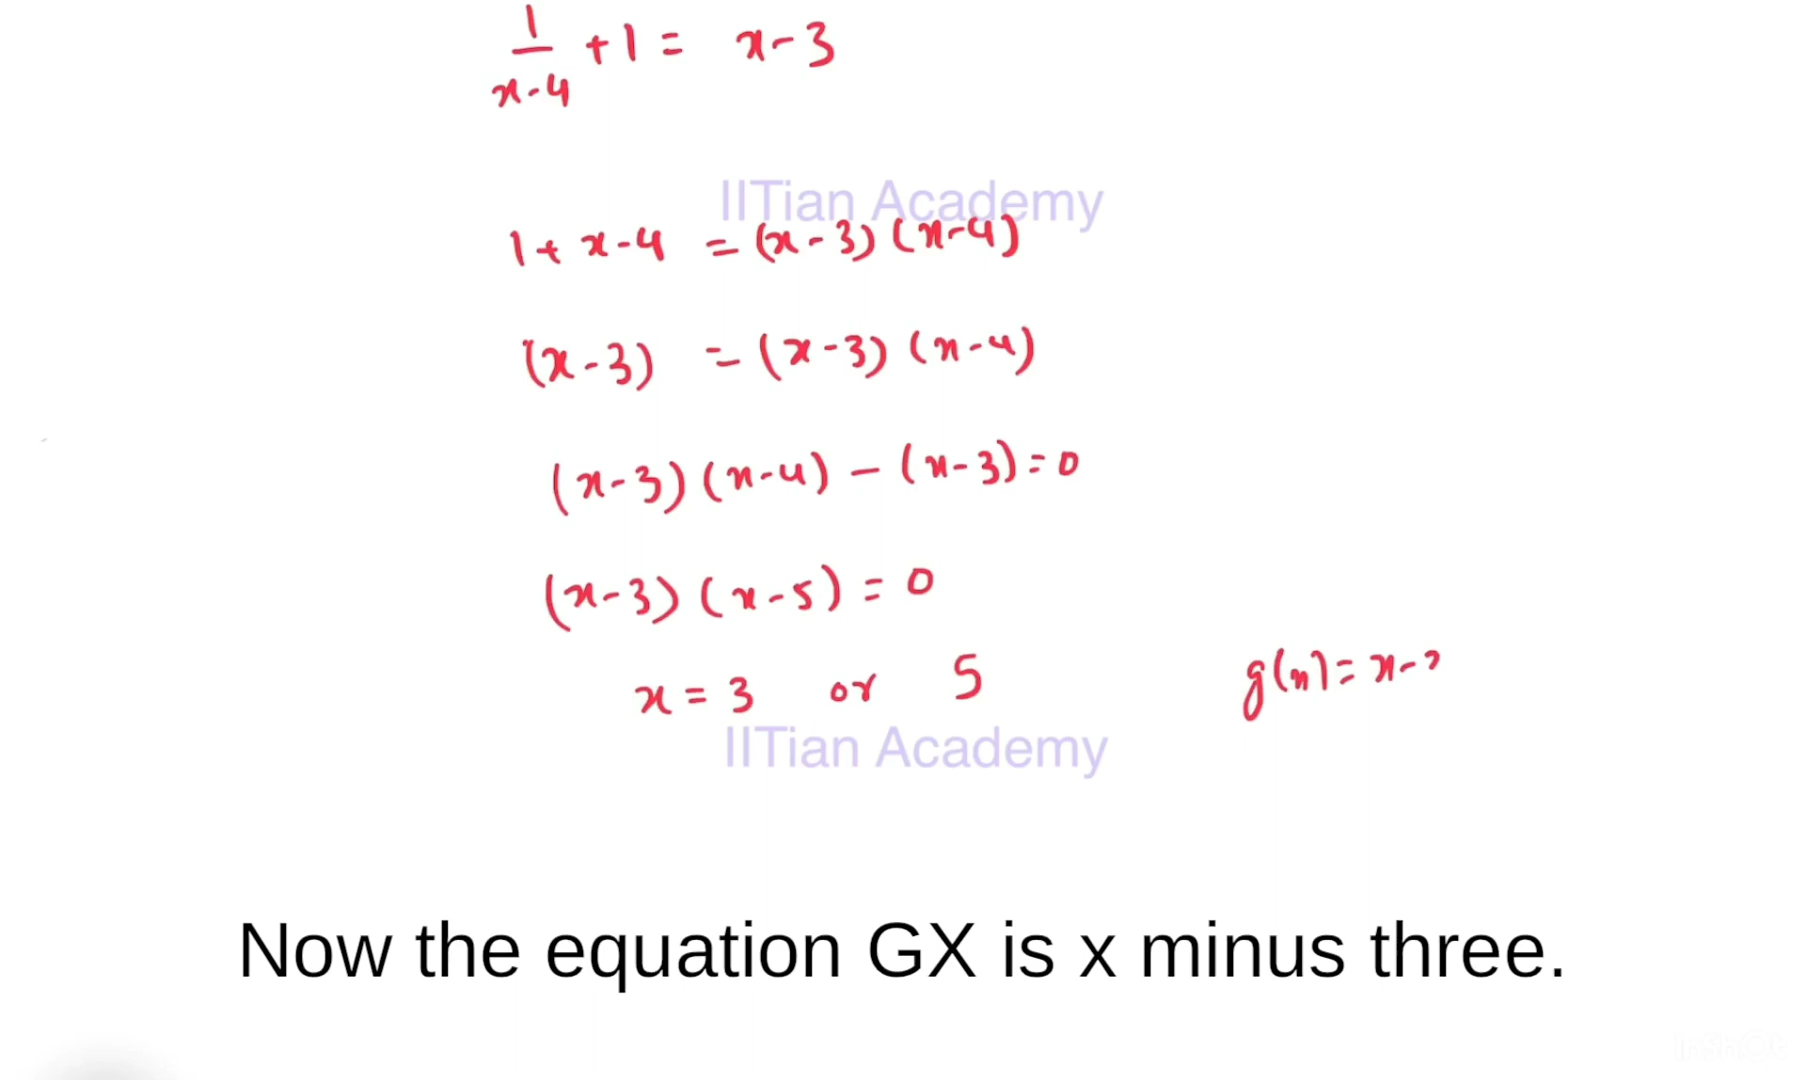 1/(x-4) + 1 = x-3
IITian Academy
1 + x-4 = (x-3)(x-4)
(x-3) = (x-3)(x-4)
(x-3)(x-4) - (x-3) = 0
(x-3)(x-5) = 0
x = 3 or 5
g(x) = x-
IITian Academy
Now the equation GX is x minus three.